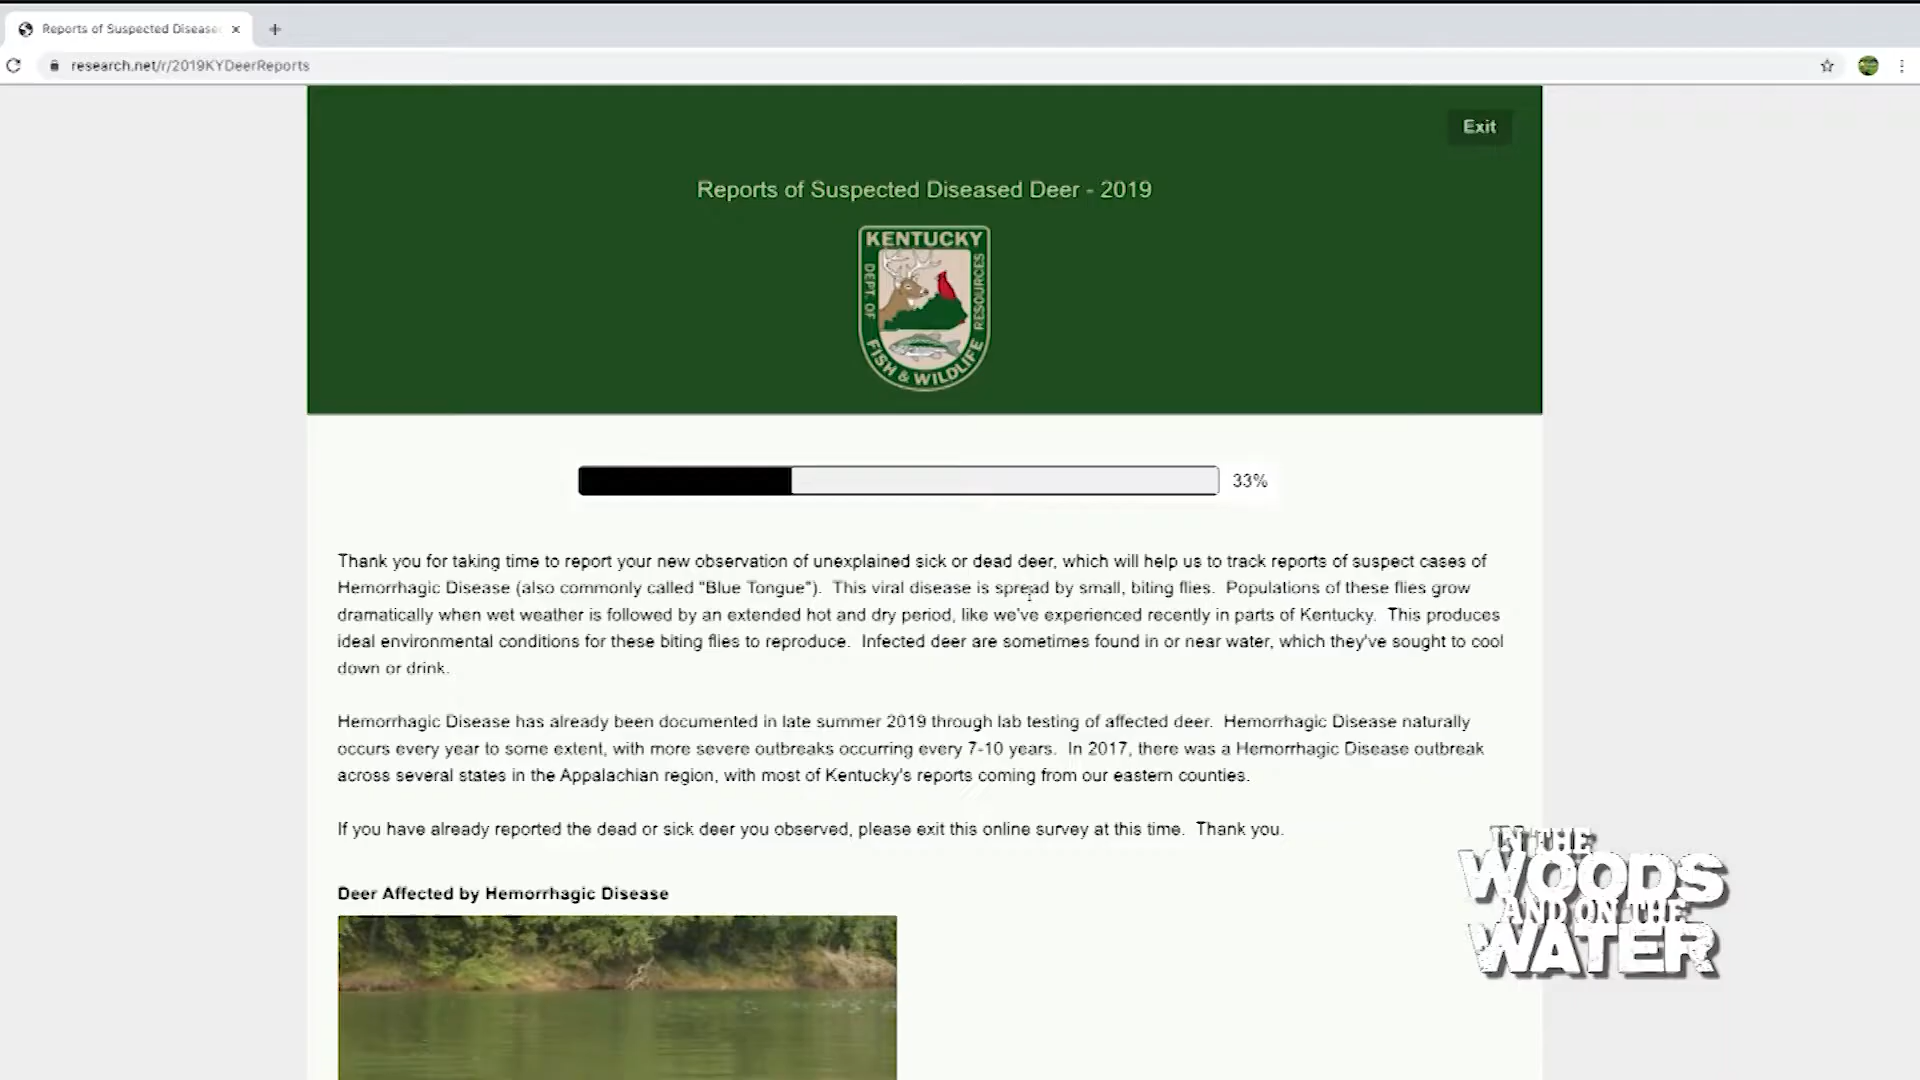 Reports of Suspected Disease
research.net/r/2019KYDeerReports
Exit
Reports of Suspected Diseased Deer - 2019
KENTUCKY
DEPT. OF
RESOURCES
FISH & WILDLIFE
33%
Thank you for taking time to report your new observation of unexplained sick or dead deer, which will help us to track reports of suspect cases of
Hemorrhagic Disease (also commonly called "Blue Tongue").  This viral disease is spread by small, biting flies.  Populations of these flies grow
dramatically when wet weather is followed by an extended hot and dry period, like we've experienced recently in parts of Kentucky.  This produces
ideal environmental conditions for these biting flies to reproduce.  Infected deer are sometimes found in or near water, which they've sought to cool
down or drink.
Hemorrhagic Disease has already been documented in late summer 2019 through lab testing of affected deer.  Hemorrhagic Disease naturally
occurs every year to some extent, with more severe outbreaks occurring every 7-10 years.  In 2017, there was a Hemorrhagic Disease outbreak
across several states in the Appalachian region, with most of Kentucky's reports coming from our eastern counties.
If you have already reported the dead or sick deer you observed, please exit this online survey at this time.  Thank you.
Deer Affected by Hemorrhagic Disease
IN THE
WOODS
AND ON THE
WATER